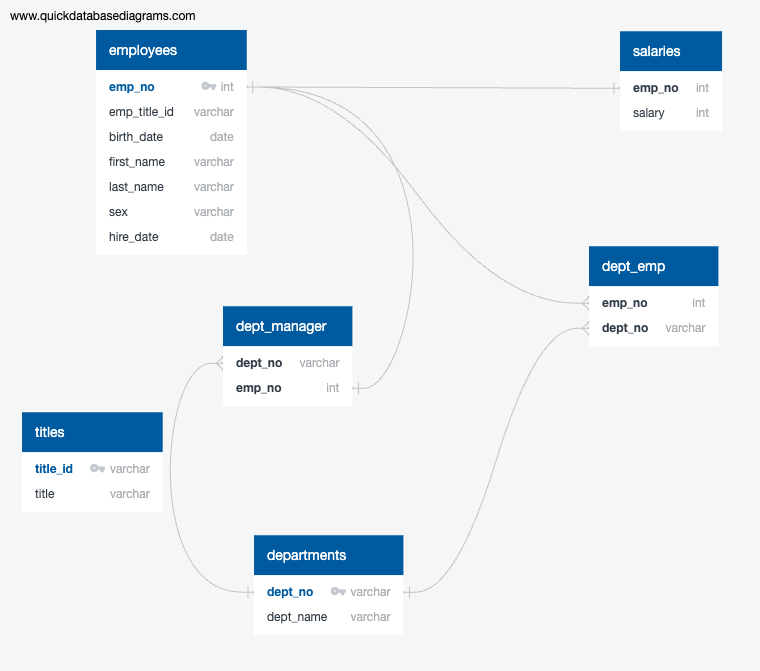 www.quickdatabasediagrams.com
employees
emp_no int
emp_title_id varchar
birth_date date
first_name varchar
last_name varchar
sex varchar
hire_date date
salaries
emp_no int
salary int
dept_emp
emp_no int
dept_no varchar
dept_manager
dept_no varchar
emp_no int
titles
title_id varchar
title varchar
departments
dept_no varchar
dept_name varchar